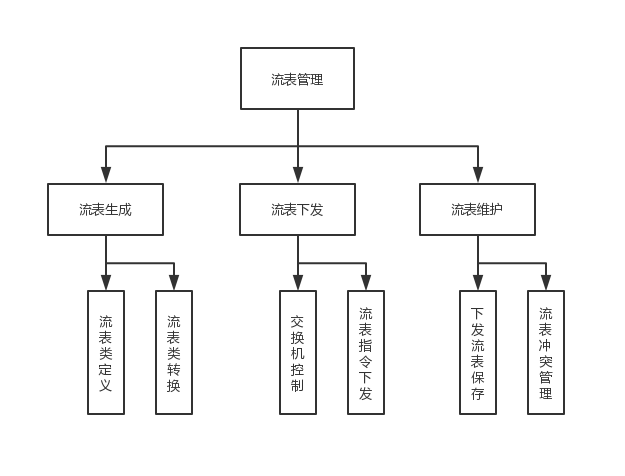 流表管理
流表生成
流表下发
流表维护
流表类定义
流表类转换
交换机控制
流表指令下发
下发流表保存
流表冲突管理